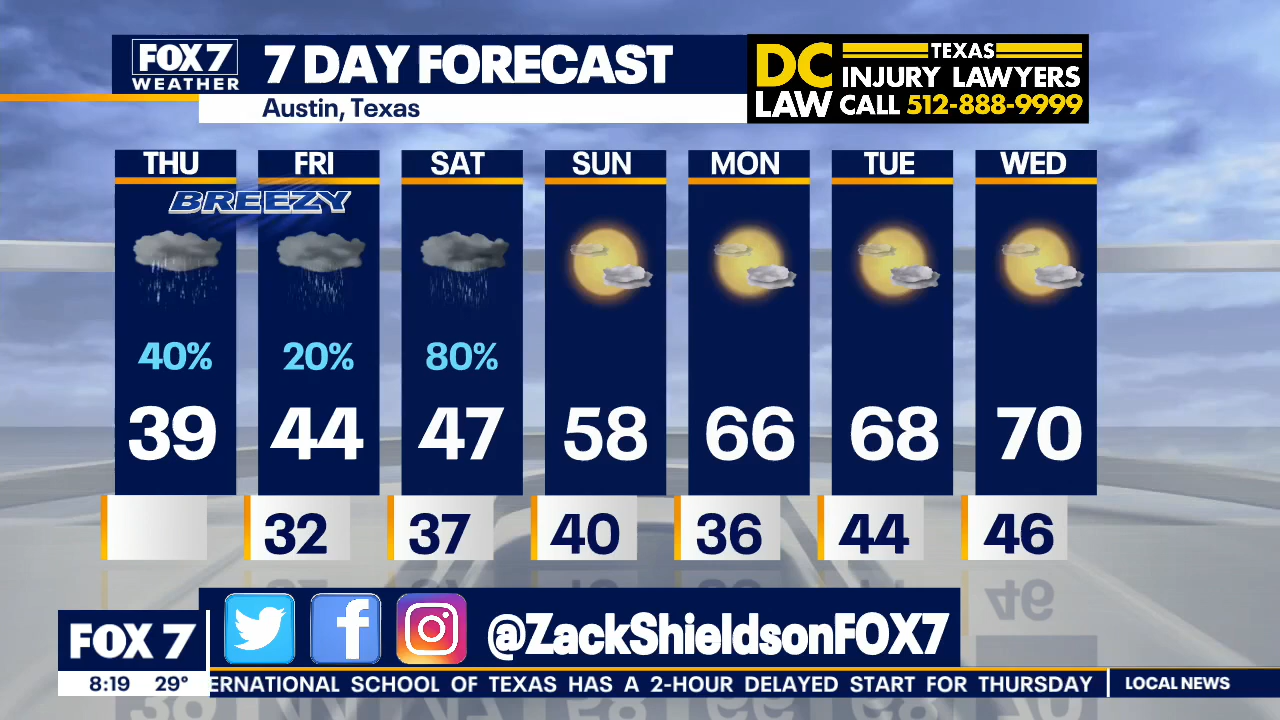 FOX 7
WEATHER
7 DAY FORECAST
Austin, Texas
DC
LAW
TEXAS
INJURY LAWYERS
CALL 512-888-9999
THU FRI SAT SUN MON TUE WED
BREEZY
40% 20% 80%
39 44 47 58 66 68 70
32 37 40 36 44 46
@ZackShieldsonFOX7
FOX 7
8:19 29°
ERNATIONAL SCHOOL OF TEXAS HAS A 2-HOUR DELAYED START FOR THURSDAY
LOCAL NEWS